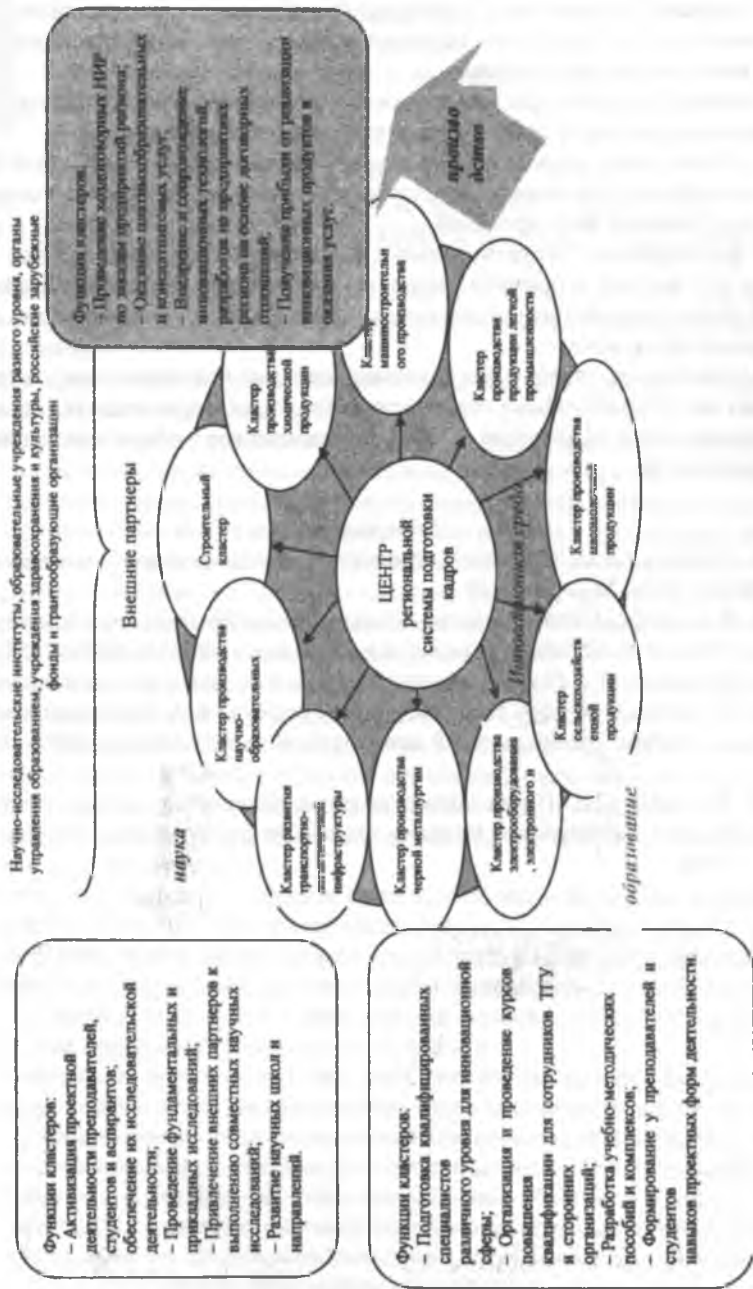 Научно-исследовательские институты, образовательные учреждения разного уровня, органы
управления образованием, учреждения здравоохранения и культуры, российские зарубежные
фонды и грантообразующие организации
Внешние партнеры
Функции кластеров:
– Активизация проектной
деятельности преподавателей,
студентов и аспирантов;
обеспечение их исследовательской
деятельности;
– Проведение фундаментальных и
прикладных исследований;
– Привлечение внешних партнеров к
выполнению совместных научных
исследований;
– Развитие научных школ и
направлений.
наука
Кластер городского
научно-
образовательных
Строительный
кластер
Кластер
производства
химической
продукции
Функции кластеров:
– Проведение хоздоговорных НИР
по заказам предприятий региона;
– Оказание платных образовательных
и консалтинговых услуг;
– Внедрение и сопровождение
инновационных технологий,
разработок на предприятиях
региона на основе договорных
отношений;
– Получение прибыли от реализации
инновационных продуктов и
оказания услуг.
Кластер развития
транспортно-
инфраструктуры
Кластер производства
черной металлургии
ЦЕНТР
региональной
системы подготовки
кадров
Кластер
машиностроительн
ого производства
произво
дство
Кластер производства
электрооборудования
, электронного и
Кластер
сельскохозяйств
енной
продукции
Кластер производства
продукции
Кластер
производства
продукции легкой
промышленности
образование
Функции кластеров:
– Подготовка квалифицированных
специалистов
различного уровня для инновационной
сферы;
– Организация и проведение курсов
повышения
квалификации для сотрудников ТГУ
и сторонних
организаций;
– Разработка учебно-методических
пособий и комплексов;
– Формирование у преподавателей и
студентов
навыков проектных форм деятельности